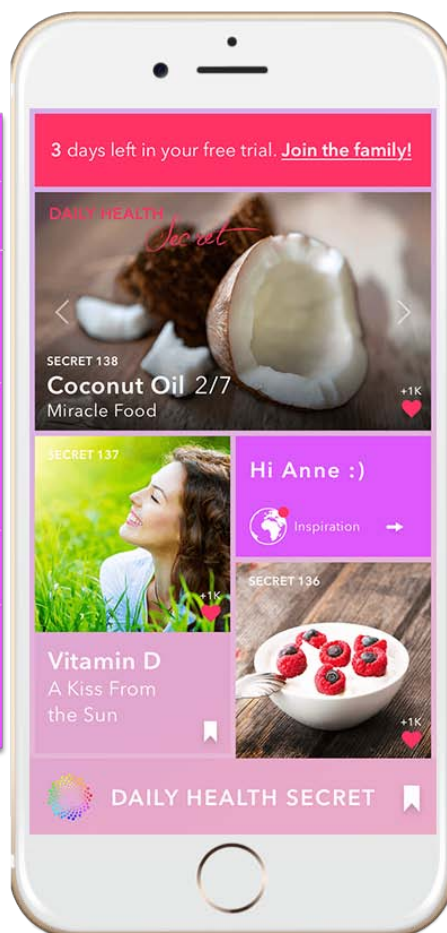 3 days left in your free trial. Join the family!
DAILY HEALTH
Secret
SECRET 138
Coconut Oil 2/7
Miracle Food
+1K
SECRET 137
+1K
Vitamin D
A Kiss From
the Sun
Hi Anne :)
Inspiration
SECRET 136
+1K
DAILY HEALTH SECRET